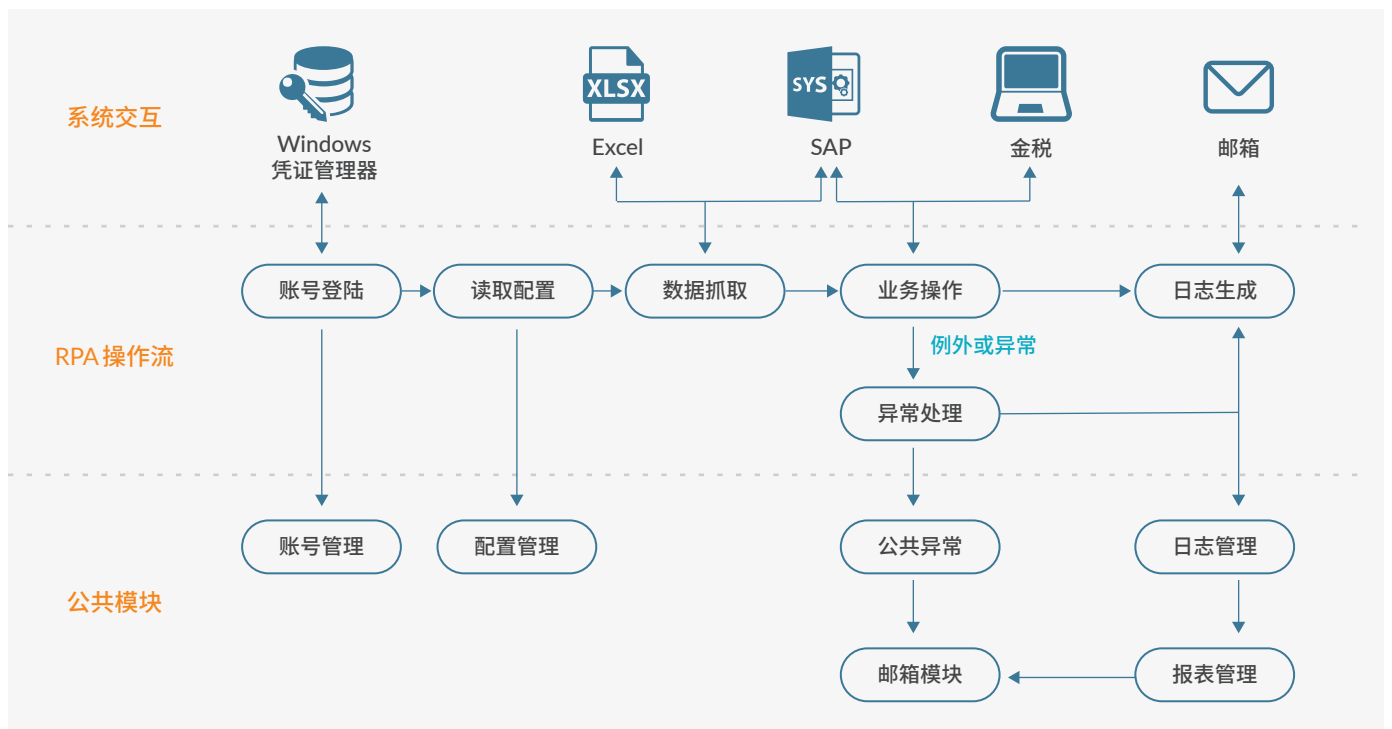 系统交互
XLSX
SYS
Windows
凭证管理器
Excel
SAP
金税
邮箱
账号登陆
读取配置
数据抓取
业务操作
日志生成
RPA 操作流
例外或异常
异常处理
账号管理
配置管理
公共异常
日志管理
公共模块
邮箱模块
报表管理